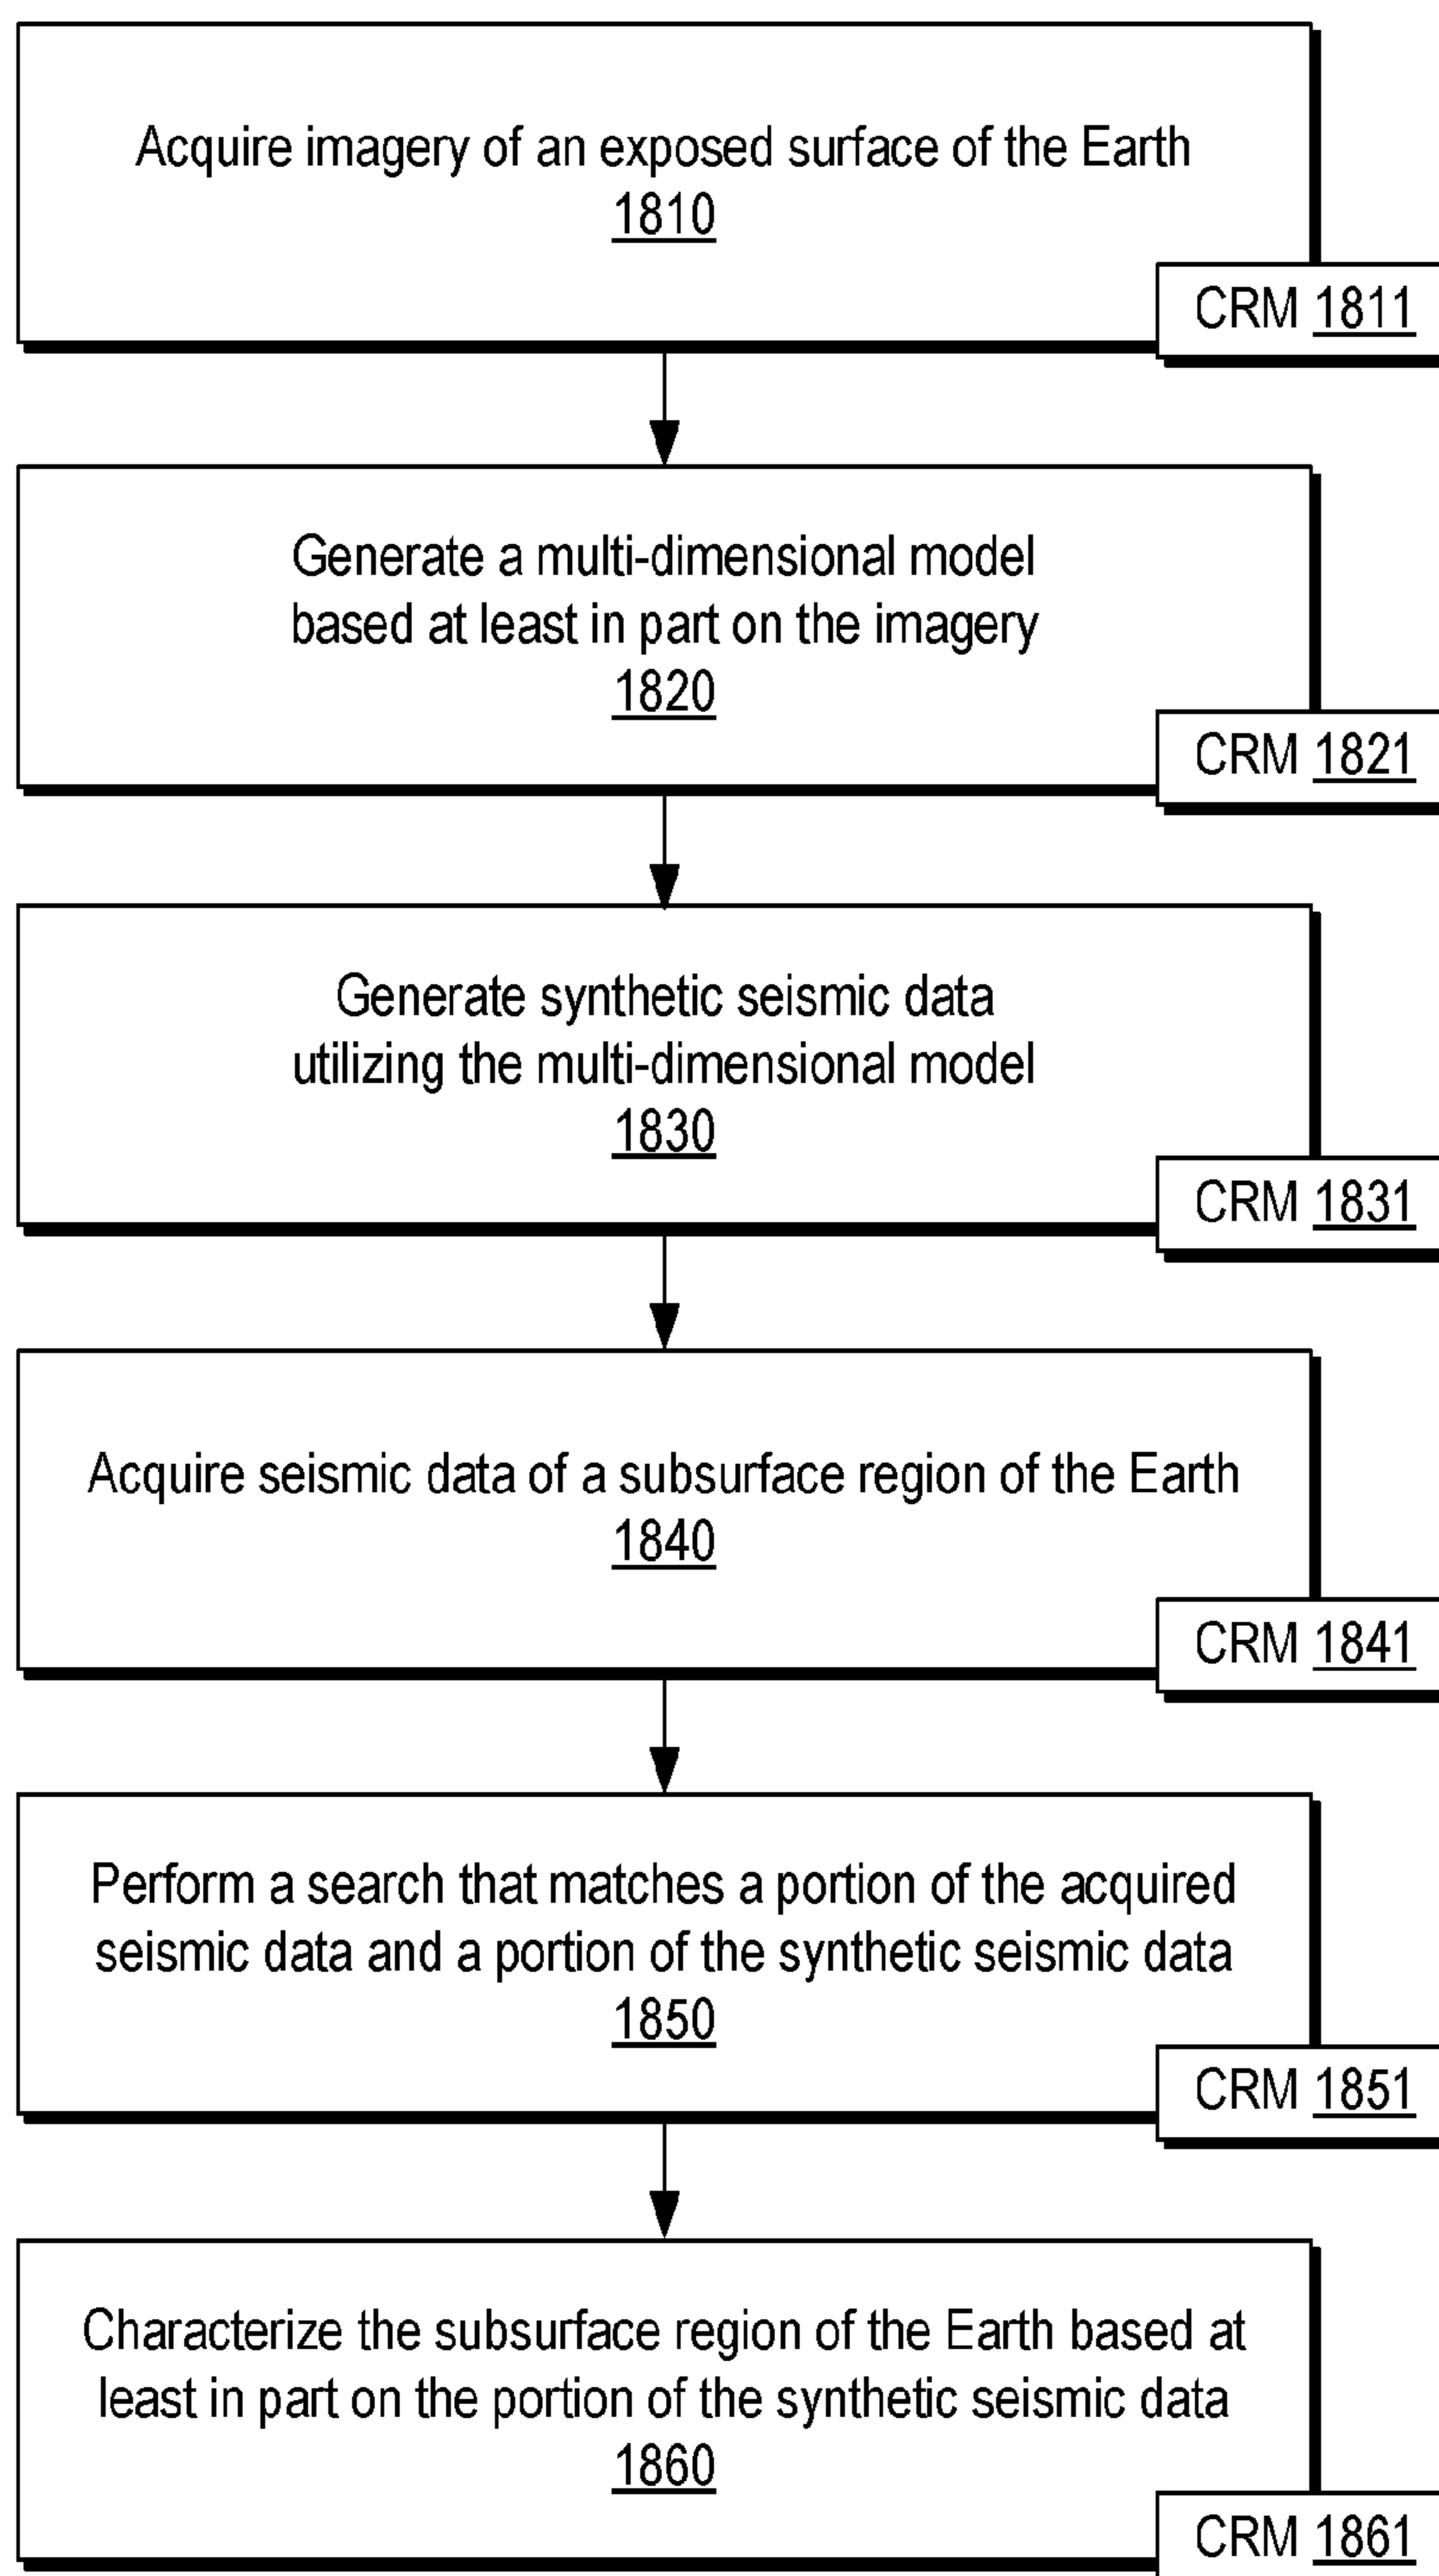 Acquire imagery of an exposed surface of the Earth
1810
CRM 1811
Generate a multi-dimensional model
based at least in part on the imagery
1820
CRM 1821
Generate synthetic seismic data
utilizing the multi-dimensional model
1830
CRM 1831
Acquire seismic data of a subsurface region of the Earth
1840
CRM 1841
Perform a search that matches a portion of the acquired
seismic data and a portion of the synthetic seismic data
1850
CRM 1851
Characterize the subsurface region of the Earth based at
least in part on the portion of the synthetic seismic data
1860
CRM 1861